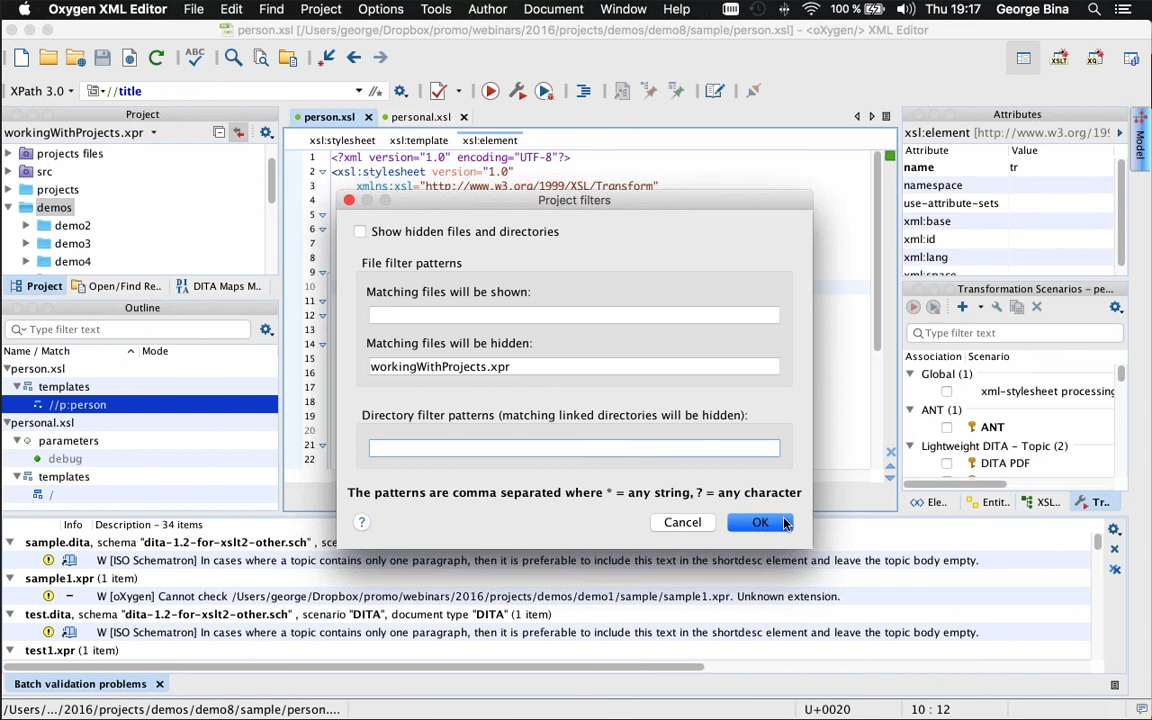 Oxygen XML Editor File Edit Find Project Options Tools Author Document Window Help 100% Thu 19:17 George Bina
person.xsl [/Users/george/Dropbox/promo/webinars/2016/projects/demos/demo8/sample/person.xsl] - <oXygen/> XML Editor
XPath 3.0 //title
Project
workingWithProjects.xpr
projects files
src
projects
demos
demo2
demo3
demo4
Project Open/Find Re.. DITA Maps M..
Outline
Type filter text
Name / Match Mode
person.xsl
templates
//p:person
personal.xsl
parameters
debug
templates
/
person.xsl personal.xsl
xsl:stylesheet xsl:template xsl:element
1 <?xml version="1.0" encoding="UTF-8"?>
2 <xsl:stylesheet version="1.0"
3 xmlns:xsl="http://www.w3.org/1999/XSL/Transform"
4
5
6
7
8
9
10
11
12
13
14
15
16
17
18
19
20
21
22
Project filters
Show hidden files and directories
File filter patterns
Matching files will be shown:
Matching files will be hidden:
workingWithProjects.xpr
Directory filter patterns (matching linked directories will be hidden):
The patterns are comma separated where * = any string, ? = any character
? Cancel OK
Attributes
xsl:element [http://www.w3.org/199
Attribute Value
name tr
namespace
use-attribute-sets
xml:base
xml:id
xml:lang
xml:space
Model
Transformation Scenarios - pe...
Type filter text
Association Scenario
Global (1)
xml-stylesheet processing
ANT (1)
ANT
Lightweight DITA - Topic (2)
DITA PDF
Ele.. Entit.. XSL... Tr..
Info Description - 34 items
sample.dita, schema "dita-1.2-for-xslt2-other.sch" , sce
W [ISO Schematron] In cases where a topic contains only one paragraph, then it is preferable to include this text in the shortdesc element and leave the topic body empty.
sample1.xpr (1 item)
W [oXygen] Cannot check /Users/george/Dropbox/promo/webinars/2016/projects/demos/demo1/sample/sample1.xpr. Unknown extension.
test.dita, schema "dita-1.2-for-xslt2-other.sch" , scenario "DITA", document type "DITA" (1 item)
W [ISO Schematron] In cases where a topic contains only one paragraph, then it is preferable to include this text in the shortdesc element and leave the topic body empty.
test1.xpr (1 item)
Batch validation problems
/Users/.../2016/projects/demos/demo8/sample/person.... U+0020 10 : 12